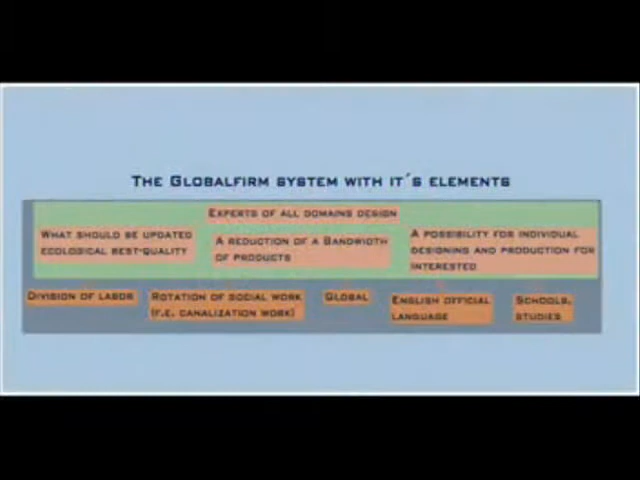 The Globalfirm system with it´s elements
Experts of all domains design
What should be updated
ecological best-quality
A reduction of a Bandwidth
of products
A possibility for individual
designing and production for
interested
Division of labor
Rotation of social work
(f.e. canalization work)
Global
English official
language
Schools,
studies